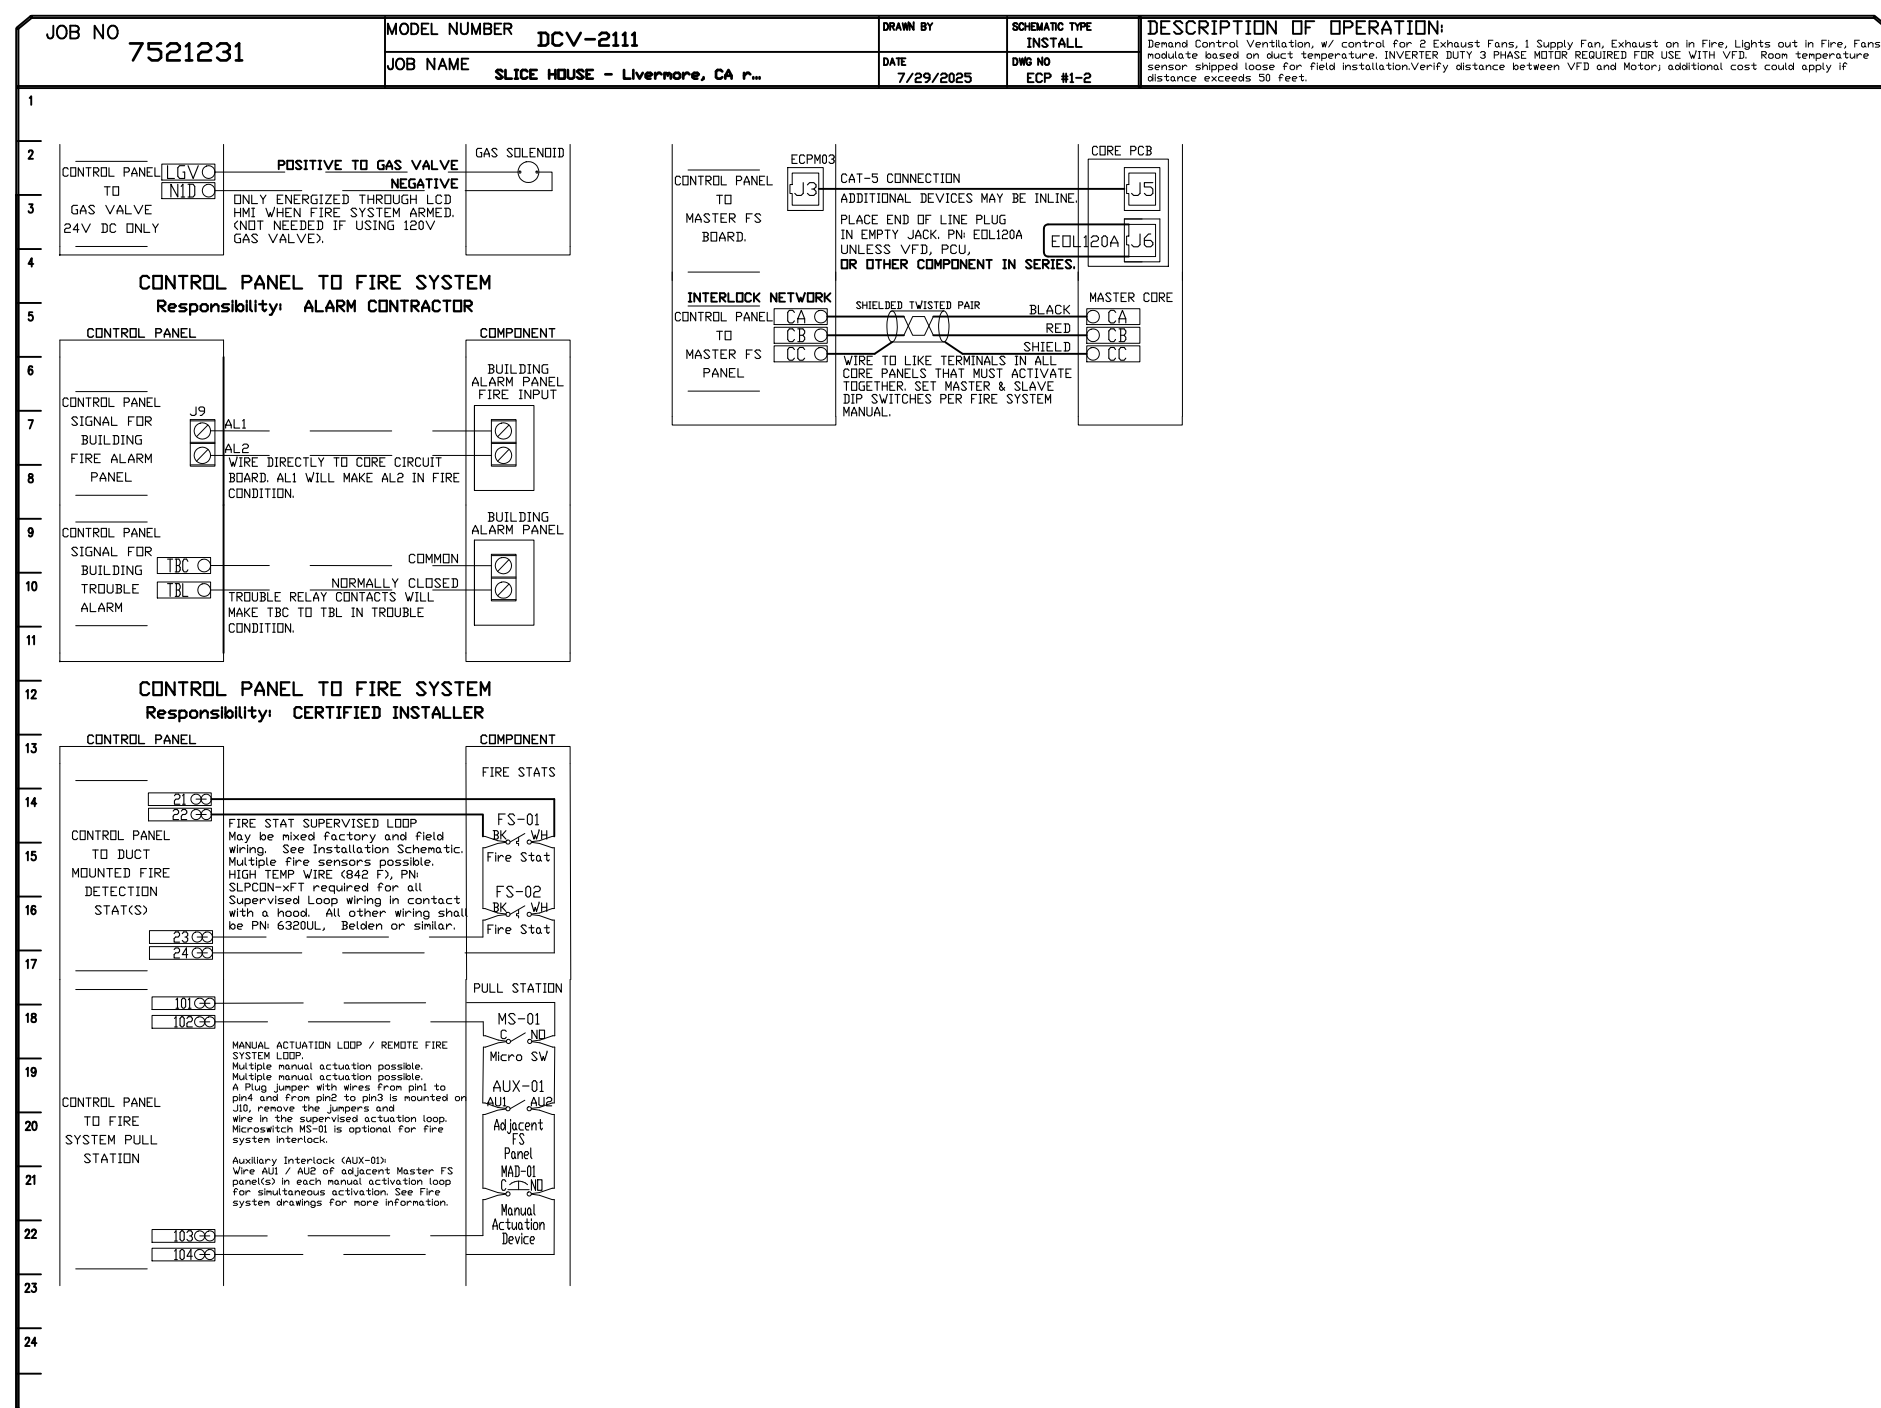 JOB NO
7521231
MODEL NUMBER
DCV-2111
JOB NAME
SLICE HOUSE - Livermore, CA r...
DRAWN BY
DATE
7/29/2025
SCHEMATIC TYPE
INSTALL
DWG NO
ECP #1-2
DESCRIPTION OF OPERATION:
Demand Control Ventilation, w/ control for 2 Exhaust Fans, 1 Supply Fan, Exhaust on in Fire, Lights out in Fire, Fans
modulate based on duct temperature. INVERTER DUTY 3 PHASE MOTOR REQUIRED FOR USE WITH VFD. Room temperature
sensor shipped loose for field installation.Verify distance between VFD and Motor; additional cost could apply if
distance exceeds 50 feet.
1
2
3
4
5
6
7
8
9
10
11
12
13
14
15
16
17
18
19
20
21
22
23
24
CONTROL PANEL
TO
GAS VALVE
24V DC ONLY
LGV
N1D
POSITIVE TO GAS VALVE
NEGATIVE
ONLY ENERGIZED THROUGH LCD
HMI WHEN FIRE SYSTEM ARMED.
(NOT NEEDED IF USING 120V
GAS VALVE).
GAS SOLENOID
CONTROL PANEL TO FIRE SYSTEM
Responsibility: ALARM CONTRACTOR
CONTROL PANEL
COMPONENT
CONTROL PANEL
SIGNAL FOR
BUILDING
FIRE ALARM
PANEL
J9
AL1
AL2
WIRE DIRECTLY TO CORE CIRCUIT
BOARD. AL1 WILL MAKE AL2 IN FIRE
CONDITION.
BUILDING
ALARM PANEL
FIRE INPUT
CONTROL PANEL
SIGNAL FOR
BUILDING
TROUBLE
ALARM
TBC
TBL
COMMON
NORMALLY CLOSED
TROUBLE RELAY CONTACTS WILL
MAKE TBC TO TBL IN TROUBLE
CONDITION.
BUILDING
ALARM PANEL
CONTROL PANEL TO FIRE SYSTEM
Responsibility: CERTIFIED INSTALLER
CONTROL PANEL
COMPONENT
CONTROL PANEL
TO DUCT
MOUNTED FIRE
DETECTION
STAT(S)
21
22
23
24
FIRE STAT SUPERVISED LOOP
May be mixed factory and field
wiring. See Installation Schematic.
Multiple fire sensors possible.
HIGH TEMP WIRE (842 F), PN:
SLPCON-xFT required for all
Supervised Loop wiring in contact
with a hood. All other wiring shall
be PN: 6320UL, Belden or similar.
FIRE STATS
FS-01
BK WH
Fire Stat
FS-02
BK WH
Fire Stat
CONTROL PANEL
TO FIRE
SYSTEM PULL
STATION
101
102
103
104
MANUAL ACTUATION LOOP / REMOTE FIRE
SYSTEM LOOP.
Multiple manual actuation possible.
Multiple manual actuation possible.
A Plug jumper with wires from pin1 to
pin4 and from pin2 to pin3 is mounted on
J10, remove the jumpers and
wire in the supervised actuation loop.
Microswitch MS-01 is optional for fire
system interlock.
Auxiliary Interlock (AUX-01):
Wire AU1 / AU2 of adjacent Master FS
panel(s) in each manual activation loop
for simultaneous activation. See Fire
system drawings for more information.
PULL STATION
MS-01
C NO
Micro SW
AUX-01
AU1 AU2
Adjacent
FS
Panel
MAD-01
C NO
Manual
Actuation
Device
CONTROL PANEL
TO
MASTER FS
BOARD.
ECPM03
J3
CAT-5 CONNECTION
ADDITIONAL DEVICES MAY BE INLINE.
PLACE END OF LINE PLUG
IN EMPTY JACK. PN: EOL120A
UNLESS VFD, PCU,
OR OTHER COMPONENT IN SERIES.
CORE PCB
J5
EOL120A
J6
INTERLOCK NETWORK
CONTROL PANEL
TO
MASTER FS
PANEL
CA
CB
CC
SHIELDED TWISTED PAIR
BLACK
RED
SHIELD
WIRE TO LIKE TERMINALS IN ALL
CORE PANELS THAT MUST ACTIVATE
TOGETHER. SET MASTER & SLAVE
DIP SWITCHES PER FIRE SYSTEM
MANUAL.
MASTER CORE
CA
CB
CC